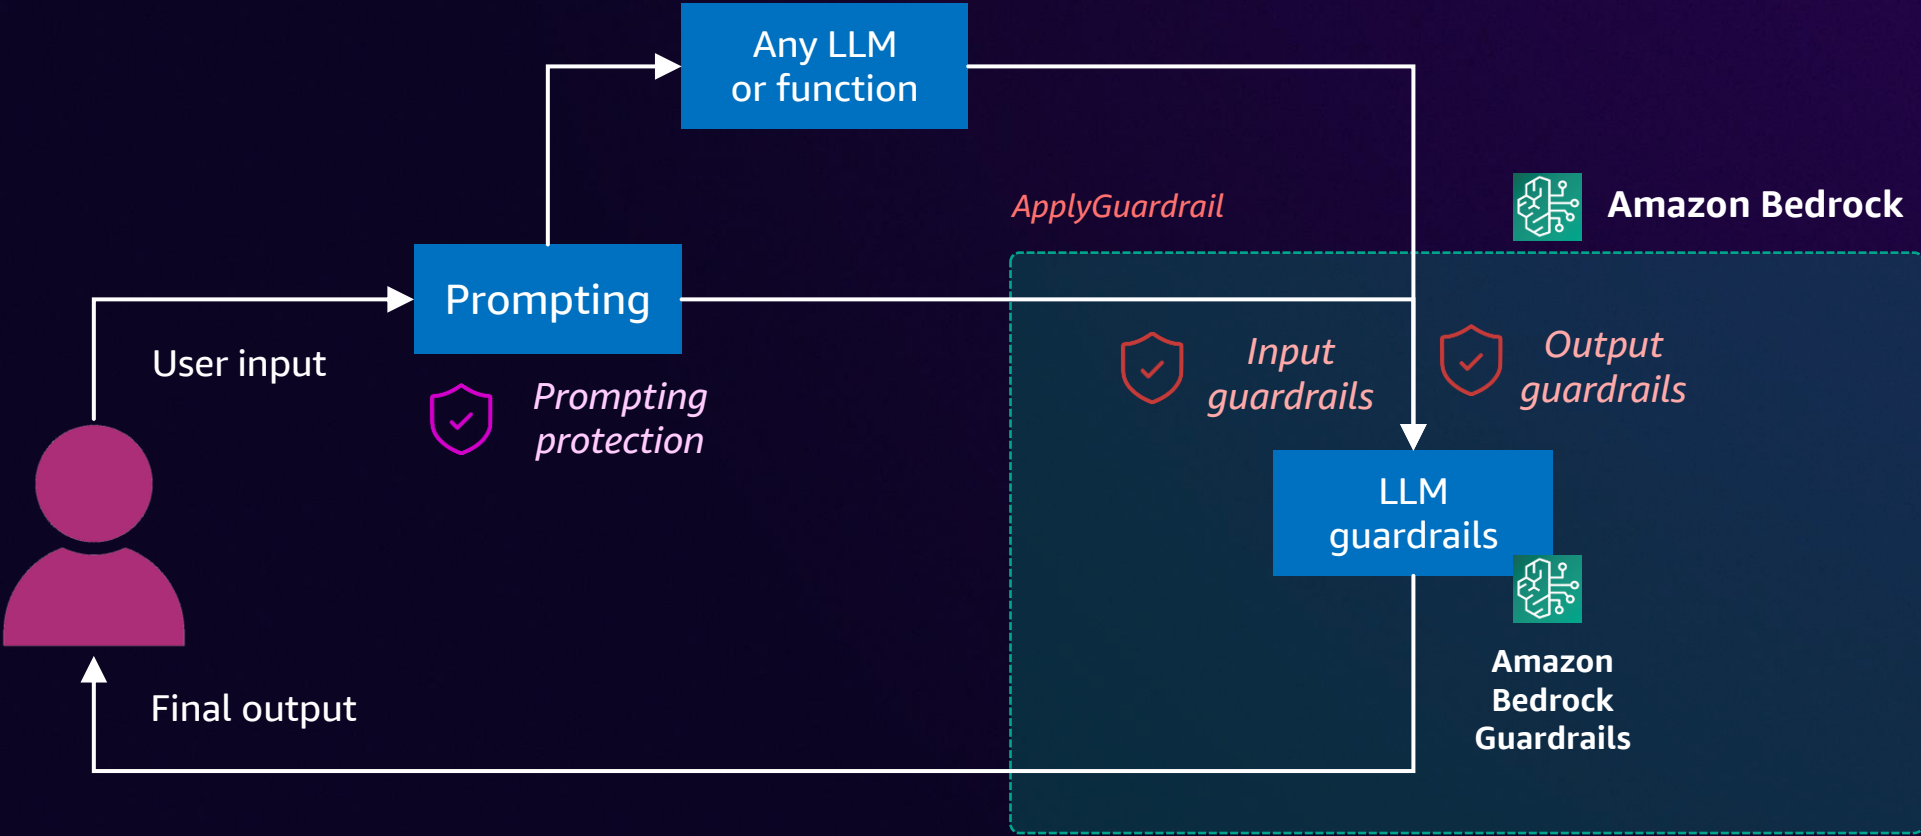 Any LLM
or function
ApplyGuardrail
Amazon Bedrock
Prompting
User input
Prompting
protection
Input
guardrails
Output
guardrails
LLM
guardrails
Amazon
Bedrock
Guardrails
Final output